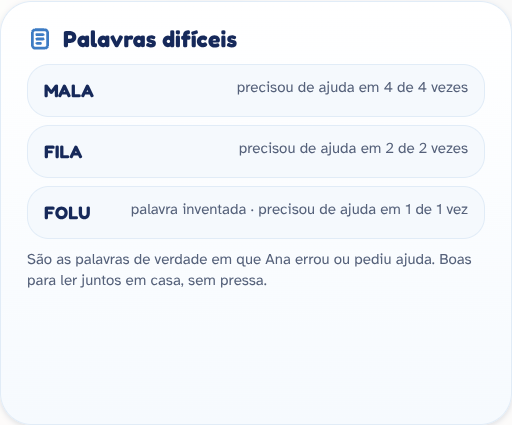 Palavras difíceis
MALA precisou de ajuda em 4 de 4 vezes
FILA precisou de ajuda em 2 de 2 vezes
FOLU palavra inventada · precisou de ajuda em 1 de 1 vez
São as palavras de verdade em que Ana errou ou pediu ajuda. Boas
para ler juntos em casa, sem pressa.